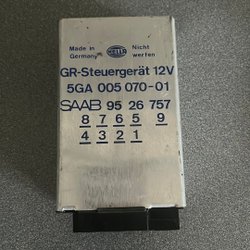 Made in Germany
HELLA
Nicht werfen
GR-Steuergerät 12V
5GA 005 070-01
SAAB 95 26 757
8 7 6 5 9
4 3 2 1